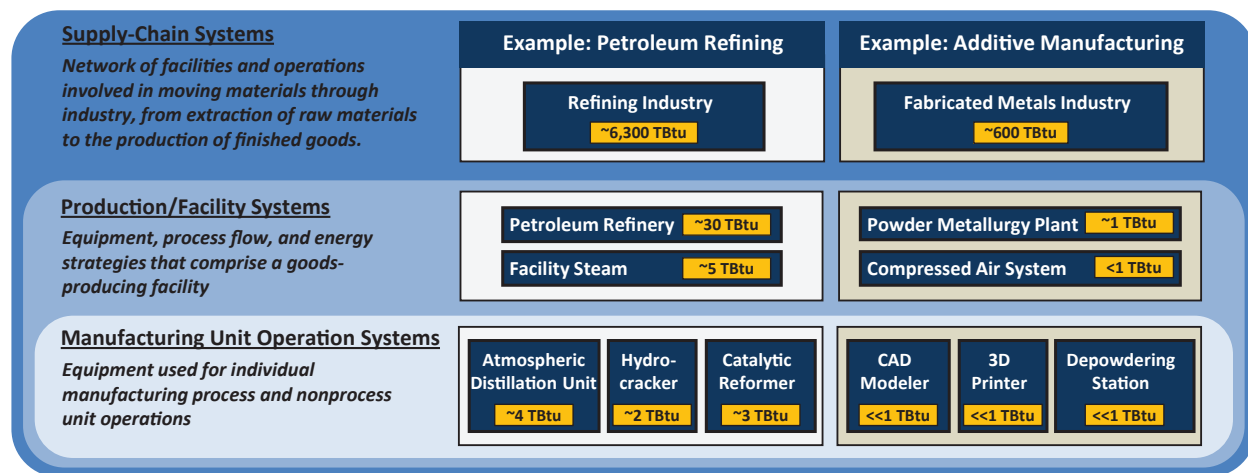 Supply-Chain Systems
Network of facilities and operations
involved in moving materials through
industry, from extraction of raw materials
to the production of finished goods.
Example: Petroleum Refining
Refining Industry
~6,300 TBtu
Example: Additive Manufacturing
Fabricated Metals Industry
~600 TBtu
Production/Facility Systems
Equipment, process flow, and energy
strategies that comprise a goods-
producing facility
Petroleum Refinery ~30 TBtu
Facility Steam ~5 TBtu
Powder Metallurgy Plant ~1 TBtu
Compressed Air System <1 TBtu
Manufacturing Unit Operation Systems
Equipment used for individual
manufacturing process and nonprocess
unit operations
Atmospheric
Distillation Unit
~4 TBtu
Hydro-
cracker
~2 TBtu
Catalytic
Reformer
~3 TBtu
CAD
Modeler
<<1 TBtu
3D
Printer
<<1 TBtu
Depowdering
Station
<<1 TBtu